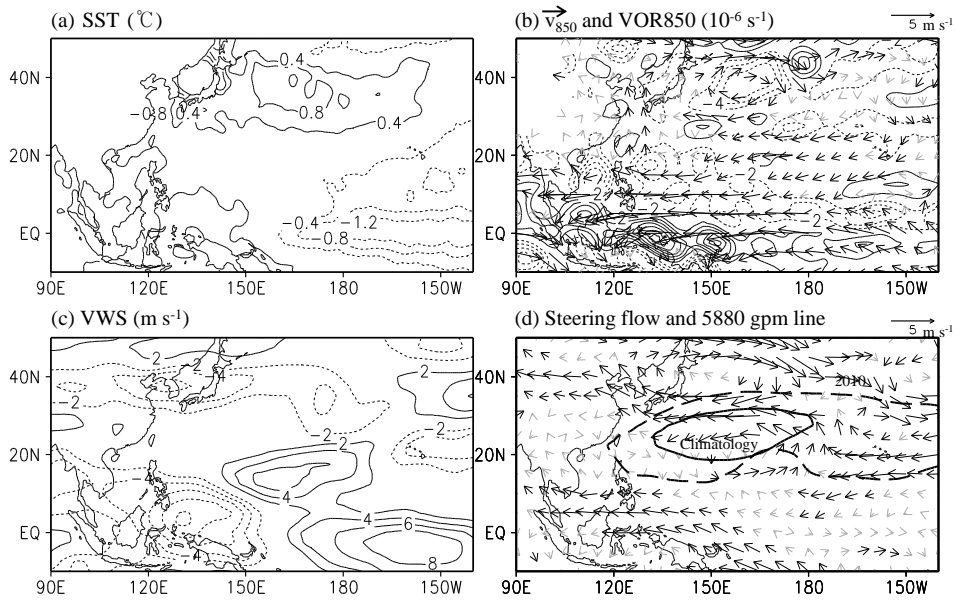 (a) SST (℃)
(b) v850 and VOR850 (10-6 s-1)
5 m s-1
40N
20N
EQ
0.4
0.8
−0.8
0.4
0.4
−0.4
−1.2
−0.8
90E 120E 150E 180 150W
−4
−2
−2
−2
2
40N
20N
EQ
90E 120E 150E 180 150W
(c) VWS (m s-1)
(d) Steering flow and 5880 gpm line
5 m s-1
40N
20N
EQ
2
2
−4
2
−2
−2
2
4
−4
4
6
−4
8
90E 120E 150E 180 150W
2010
Climatology
40N
20N
EQ
90E 120E 150E 180 150W